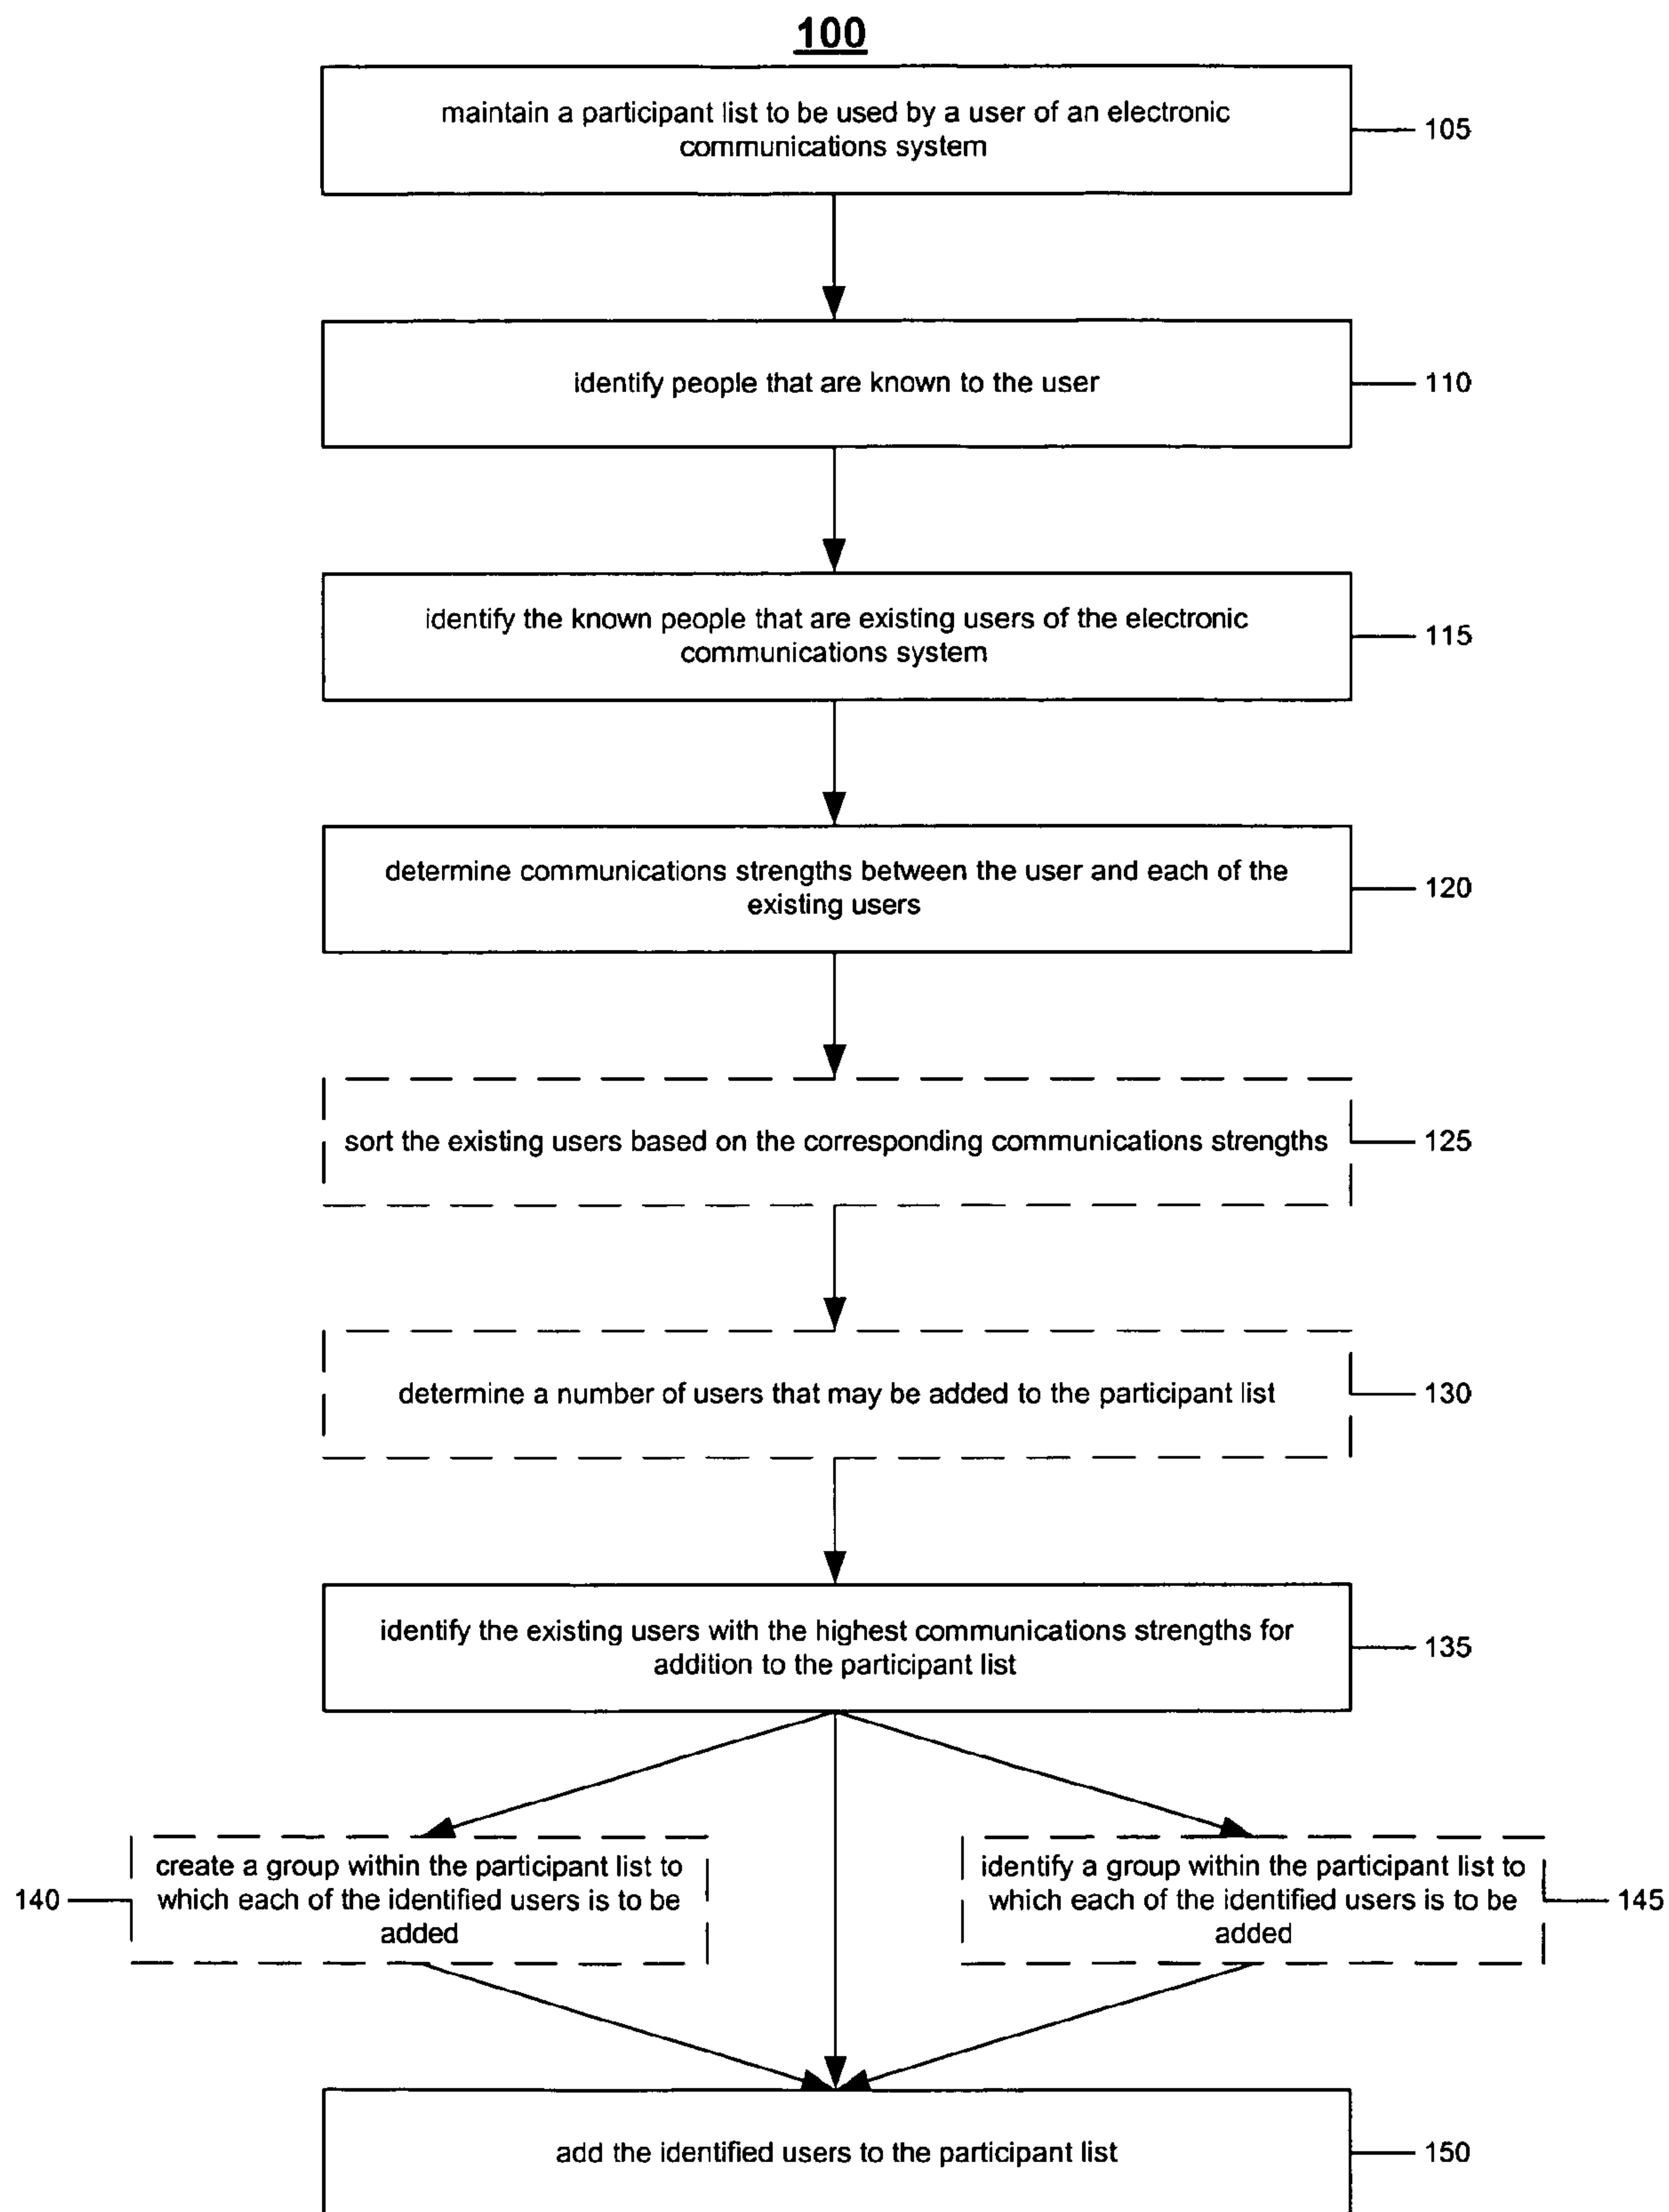 100
maintain a participant list to be used by a user of an electronic
communications system
105
identify people that are known to the user
110
identify the known people that are existing users of the electronic
communications system
115
determine communications strengths between the user and each of the
existing users
120
sort the existing users based on the corresponding communications strengths
125
determine a number of users that may be added to the participant list
130
identify the existing users with the highest communications strengths for
addition to the participant list
135
140
create a group within the participant list to
which each of the identified users is to be
added
identify a group within the participant list to
which each of the identified users is to be
added
145
add the identified users to the participant list
150